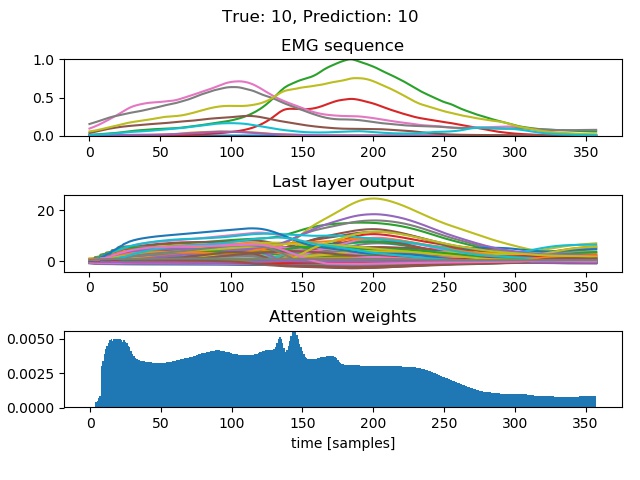 True: 10, Prediction: 10
EMG sequence
1.0
0.5
0.0
0 50 100 150 200 250 300 350
Last layer output
20
0
0 50 100 150 200 250 300 350
Attention weights
0.0050
0.0025
0.0000
0 50 100 150 200 250 300 350
time [samples]